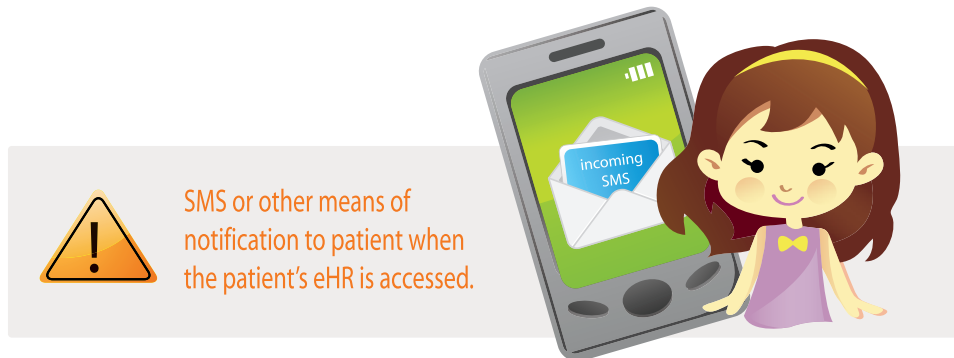 SMS or other means of
notification to patient when
the patient’s eHR is accessed.
incoming
SMS